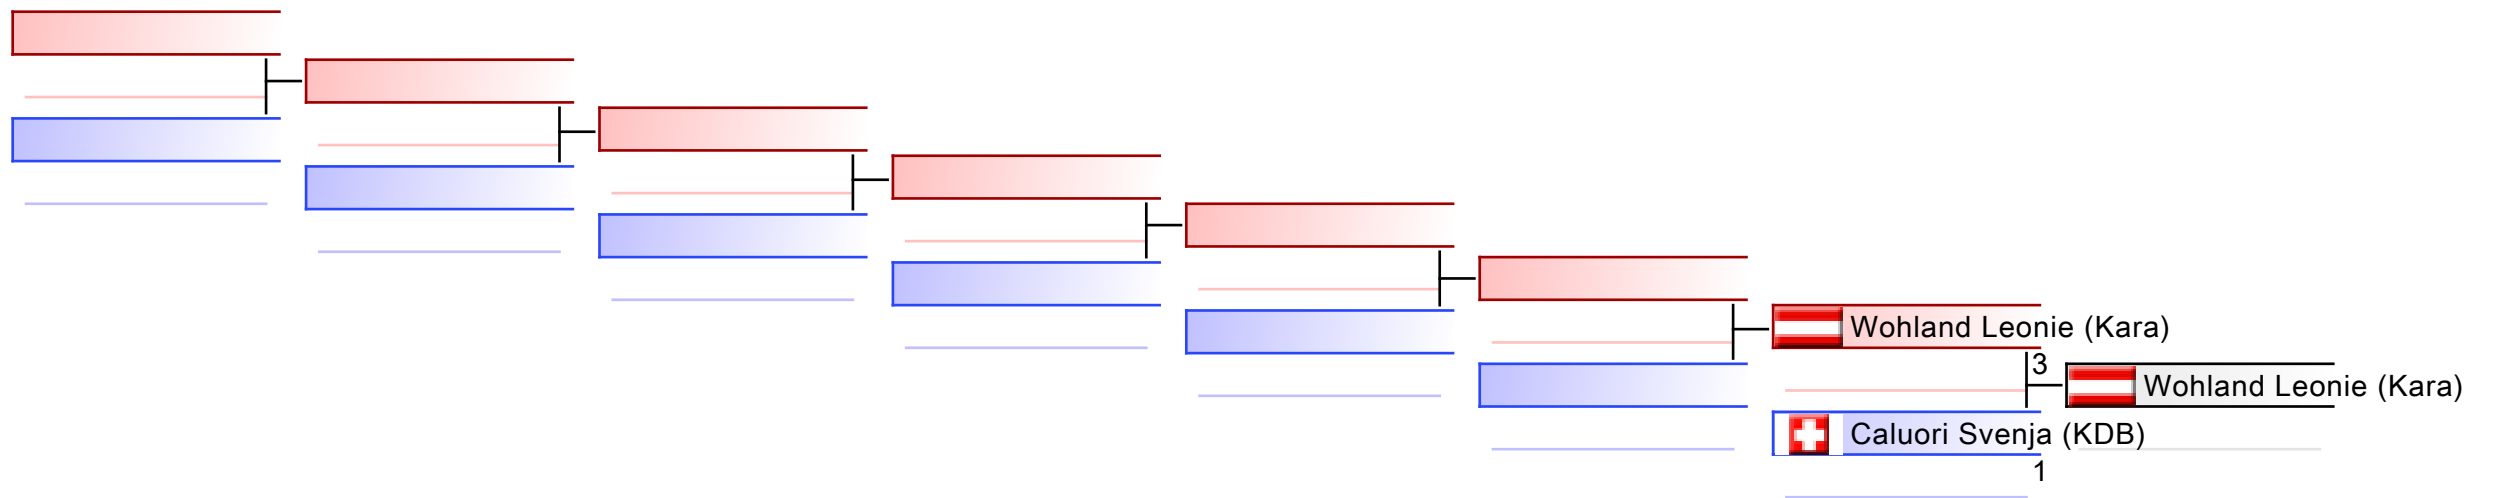 Wohland Leonie (Kara)
3
Wohland Leonie (Kara)
Caluori Svenja (KDB)
1